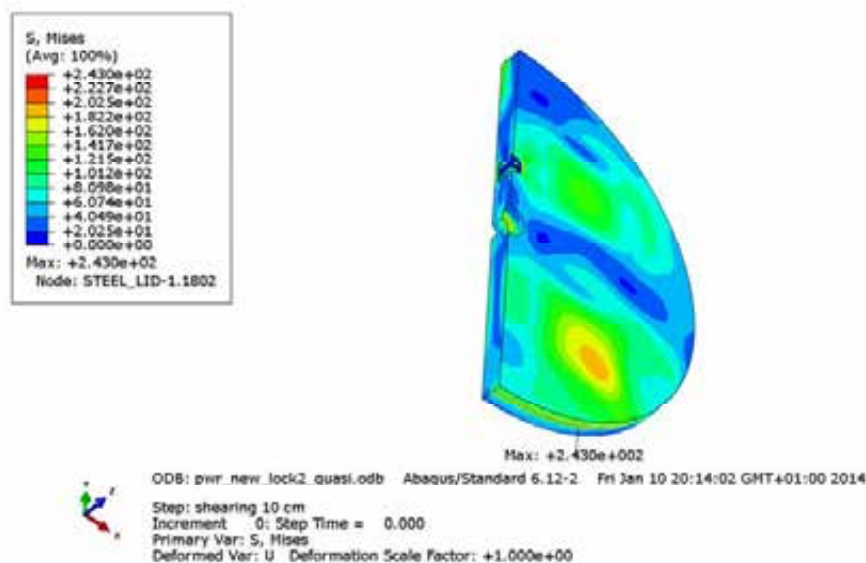 S, Mises
(Avg: 100%)
+2.430e+02
+2.227e+02
+2.025e+02
+1.822e+02
+1.620e+02
+1.417e+02
+1.215e+02
+1.012e+02
+8.098e+01
+6.074e+01
+4.049e+01
+2.025e+01
+0.000e+00
Max: +2.430e+02
Node: STEEL_LID-1.1802
Max: +2.430e+002
ODB: pwr_new_lock2_quasi.odb Abaqus/Standard 6.12-2 Fri Jan 10 20:14:02 GMT+01:00 2014
Step: shearing 10 cm
Increment 0: Step Time = 0.000
Primary Var: S, Mises
Deformed Var: U Deformation Scale Factor: +1.000e+00